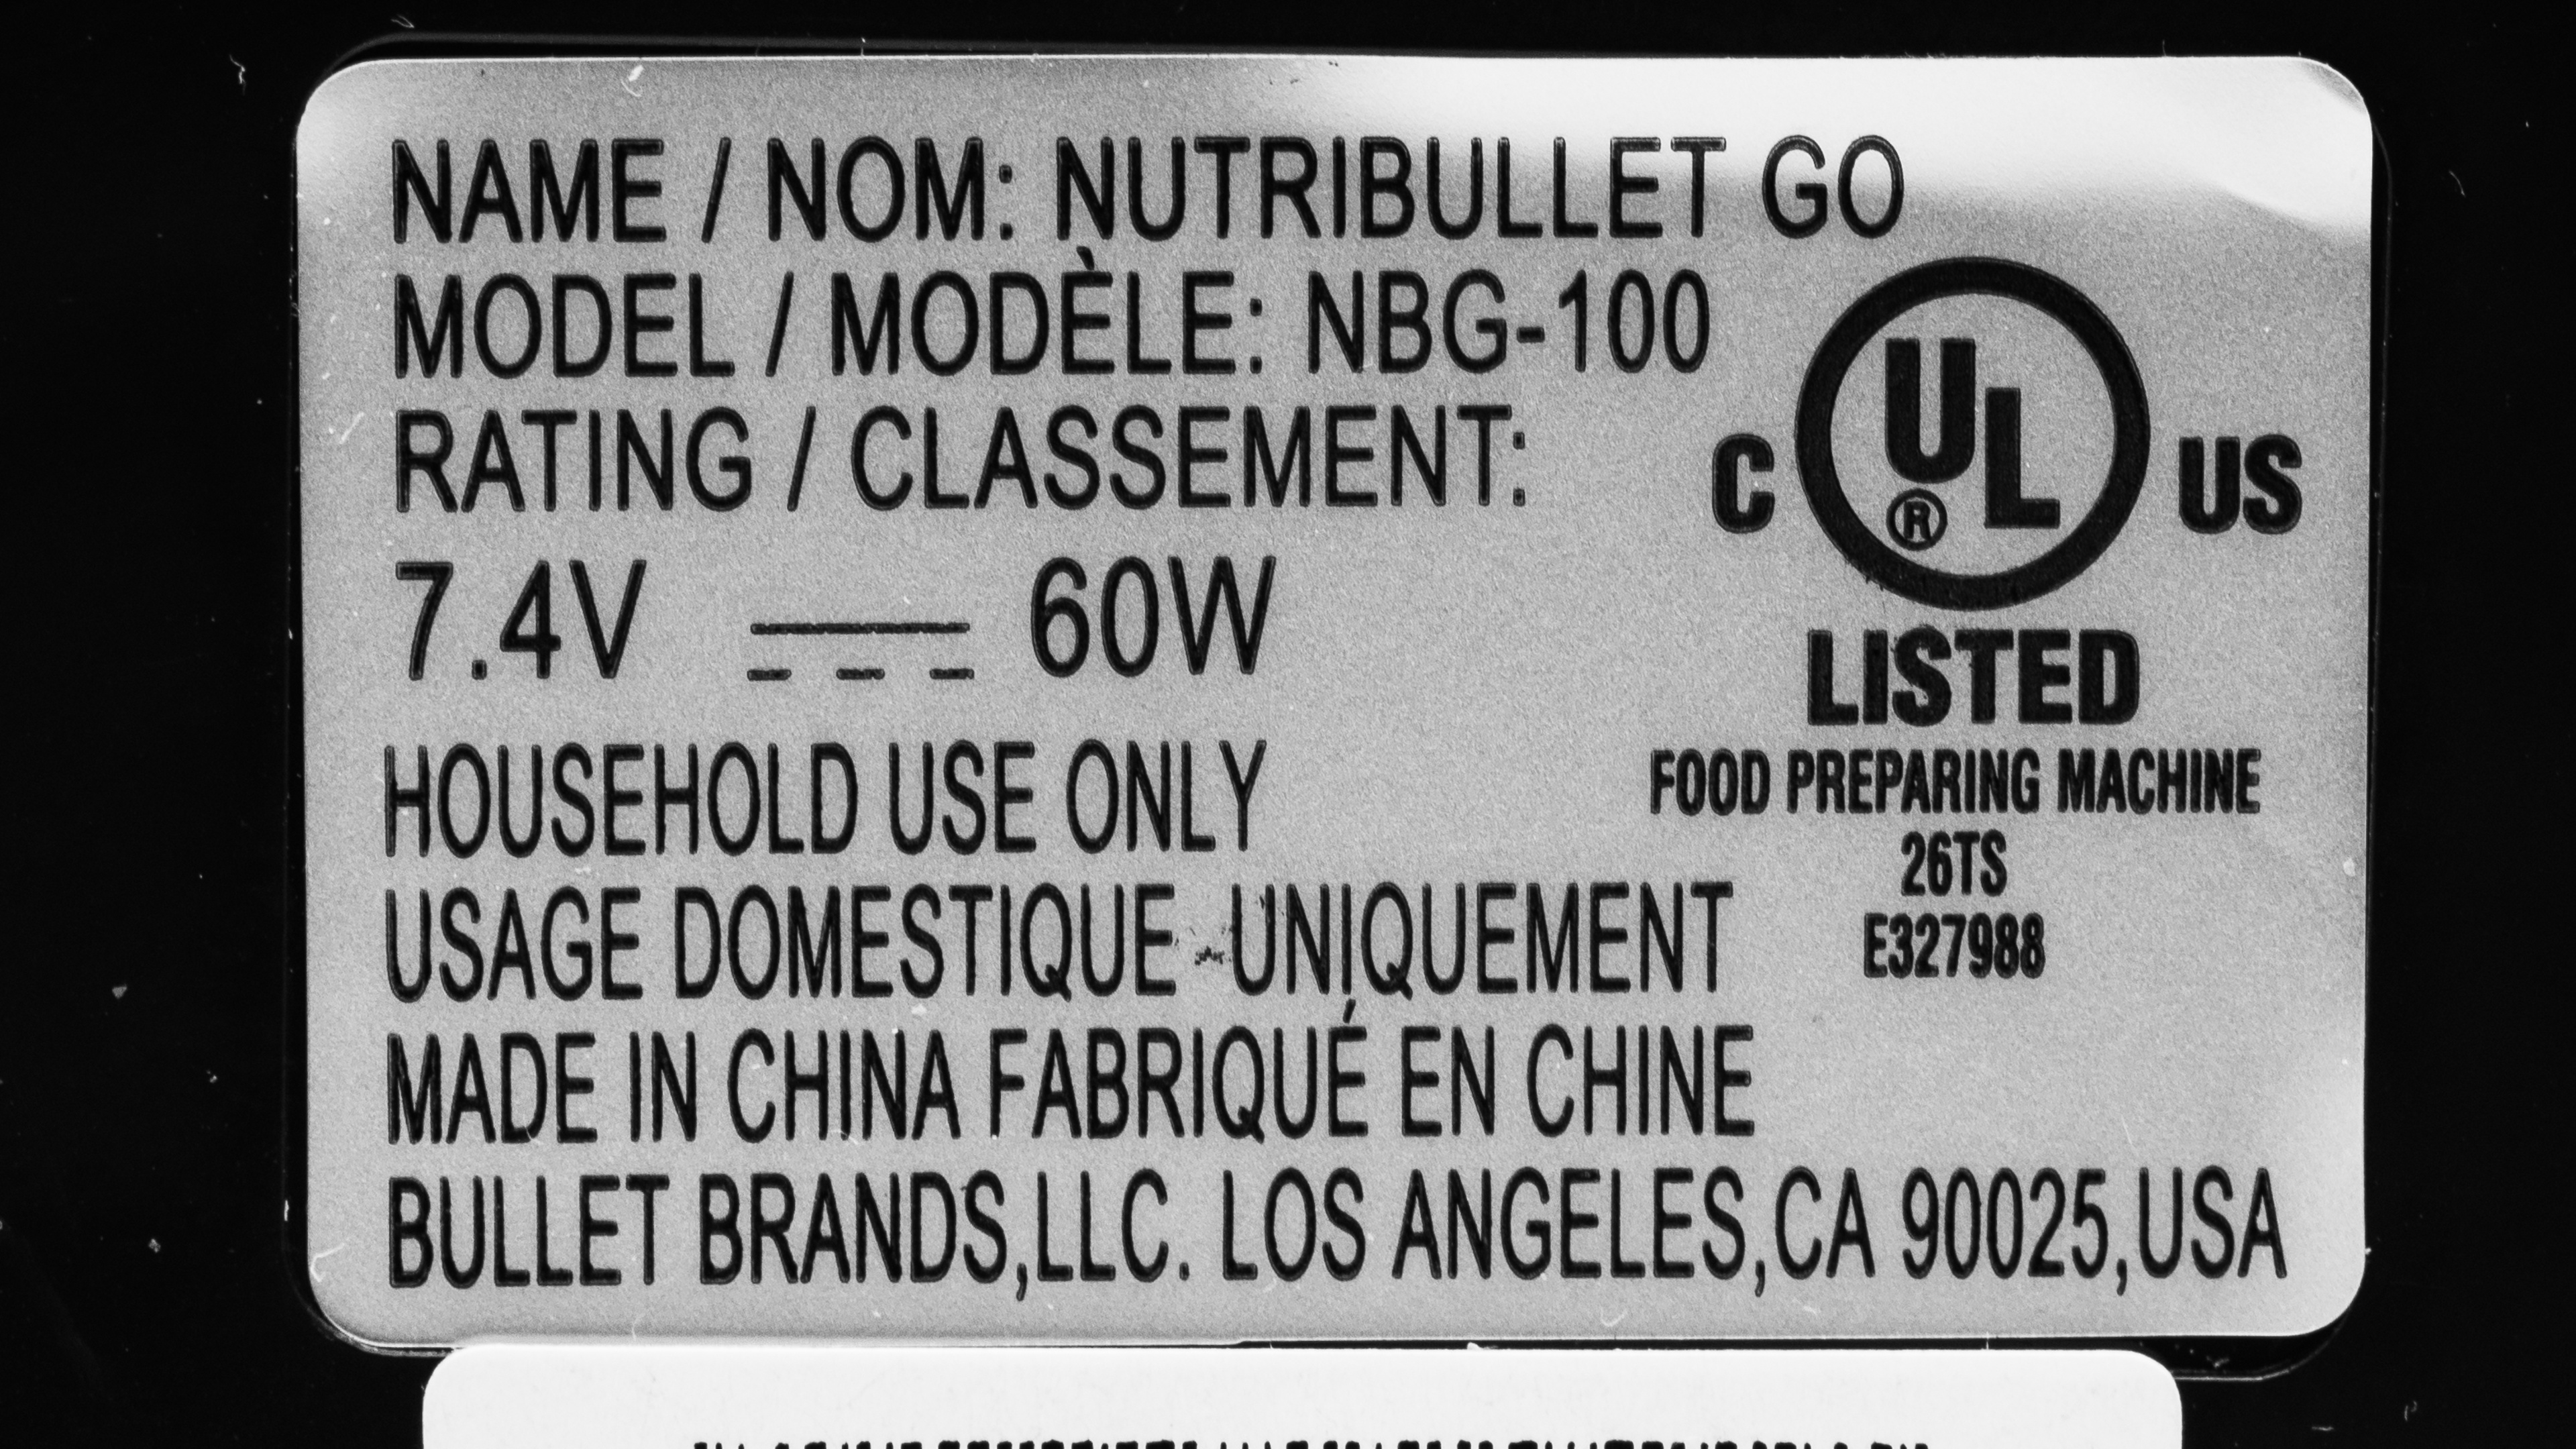 NAME / NOM: NUTRIBULLET GO
MODEL / MODÈLE: NBG-100
RATING / CLASSEMENT:
7.4V ⎓ 60W
HOUSEHOLD USE ONLY
USAGE DOMESTIQUE UNIQUEMENT
MADE IN CHINA FABRIQUÉ EN CHINE
BULLET BRANDS,LLC. LOS ANGELES,CA 90025,USA
C UL ® US
LISTED
FOOD PREPARING MACHINE
26TS
E327988